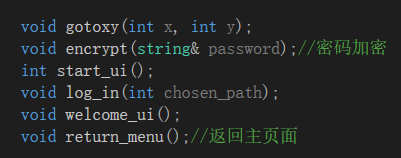 void gotoxy(int x, int y);
void encrypt(string& password);//密码加密
int start_ui();
void log_in(int chosen_path);
void welcome_ui();
void return_menu();//返回主页面